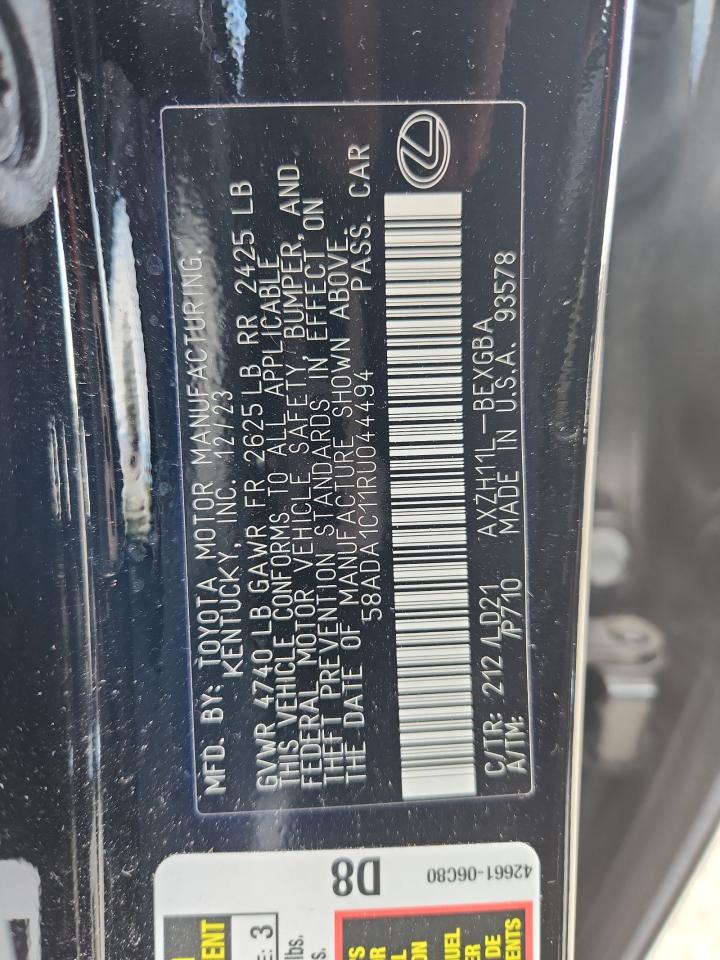 MFD. BY: TOYOTA MOTOR MANUFACTURING.
KENTUCKY, INC. 12/23
GVWR 4740 LB GAWR FR 2625 LB RR 2425 LB
THIS VEHICLE CONFORMS TO ALL APPLICABLE
FEDERAL MOTOR VEHICLE SAFETY, BUMPER, AND
THEFT PREVENTION STANDARDS IN EFFECT ON
THE DATE OF MANUFACTURE SHOWN ABOVE.
58ADA1C11RU044494 PASS. CAR
C/TR: 212 /LD21 AXZH11L-BEXGBA
A/TM: /P710 MADE IN U.S.A. 93578
D8
42661-06C80
3
lbs.